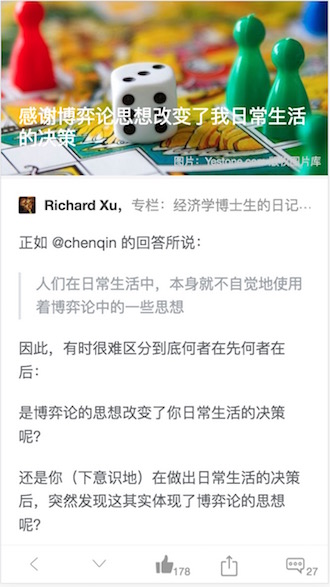 感谢博弈论思想改变了我日常生活
的决策
图片：Yestone.com 版权图片库
Richard Xu，专栏：经济学博士生的日记…
正如 @chenqin 的回答所说：
人们在日常生活中，本身就不自觉地使用
着博弈论中的一些思想
因此，有时很难区分到底何者在先何者在
后：
是博弈论的思想改变了你日常生活的决策
呢？
还是你（下意识地）在做出日常生活的决策
后，突然发现这其实体现了博弈论的思想
呢？
178
27